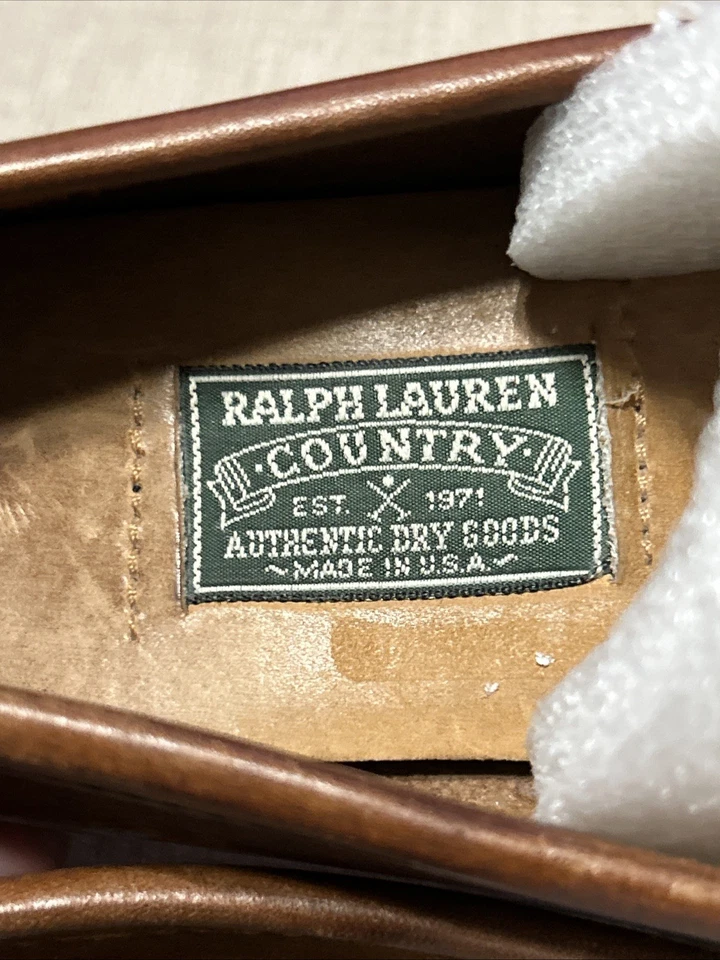 RALPH LAUREN
·COUNTRY·
EST. 1971
AUTHENTIC DRY GOODS
~MADE IN U.S.A~